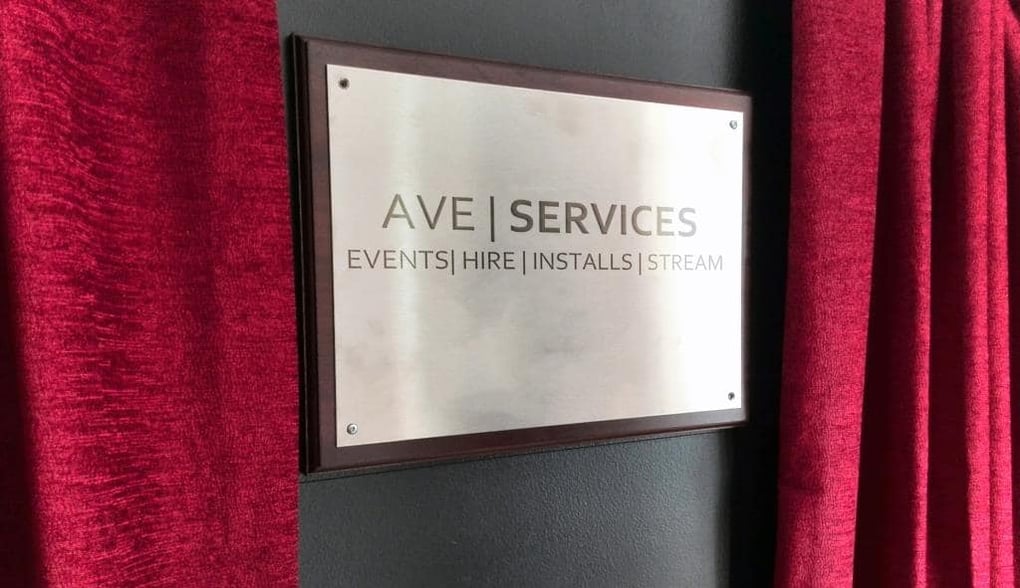 AVE | SERVICES
EVENTS| HIRE | INSTALLS | STREAM